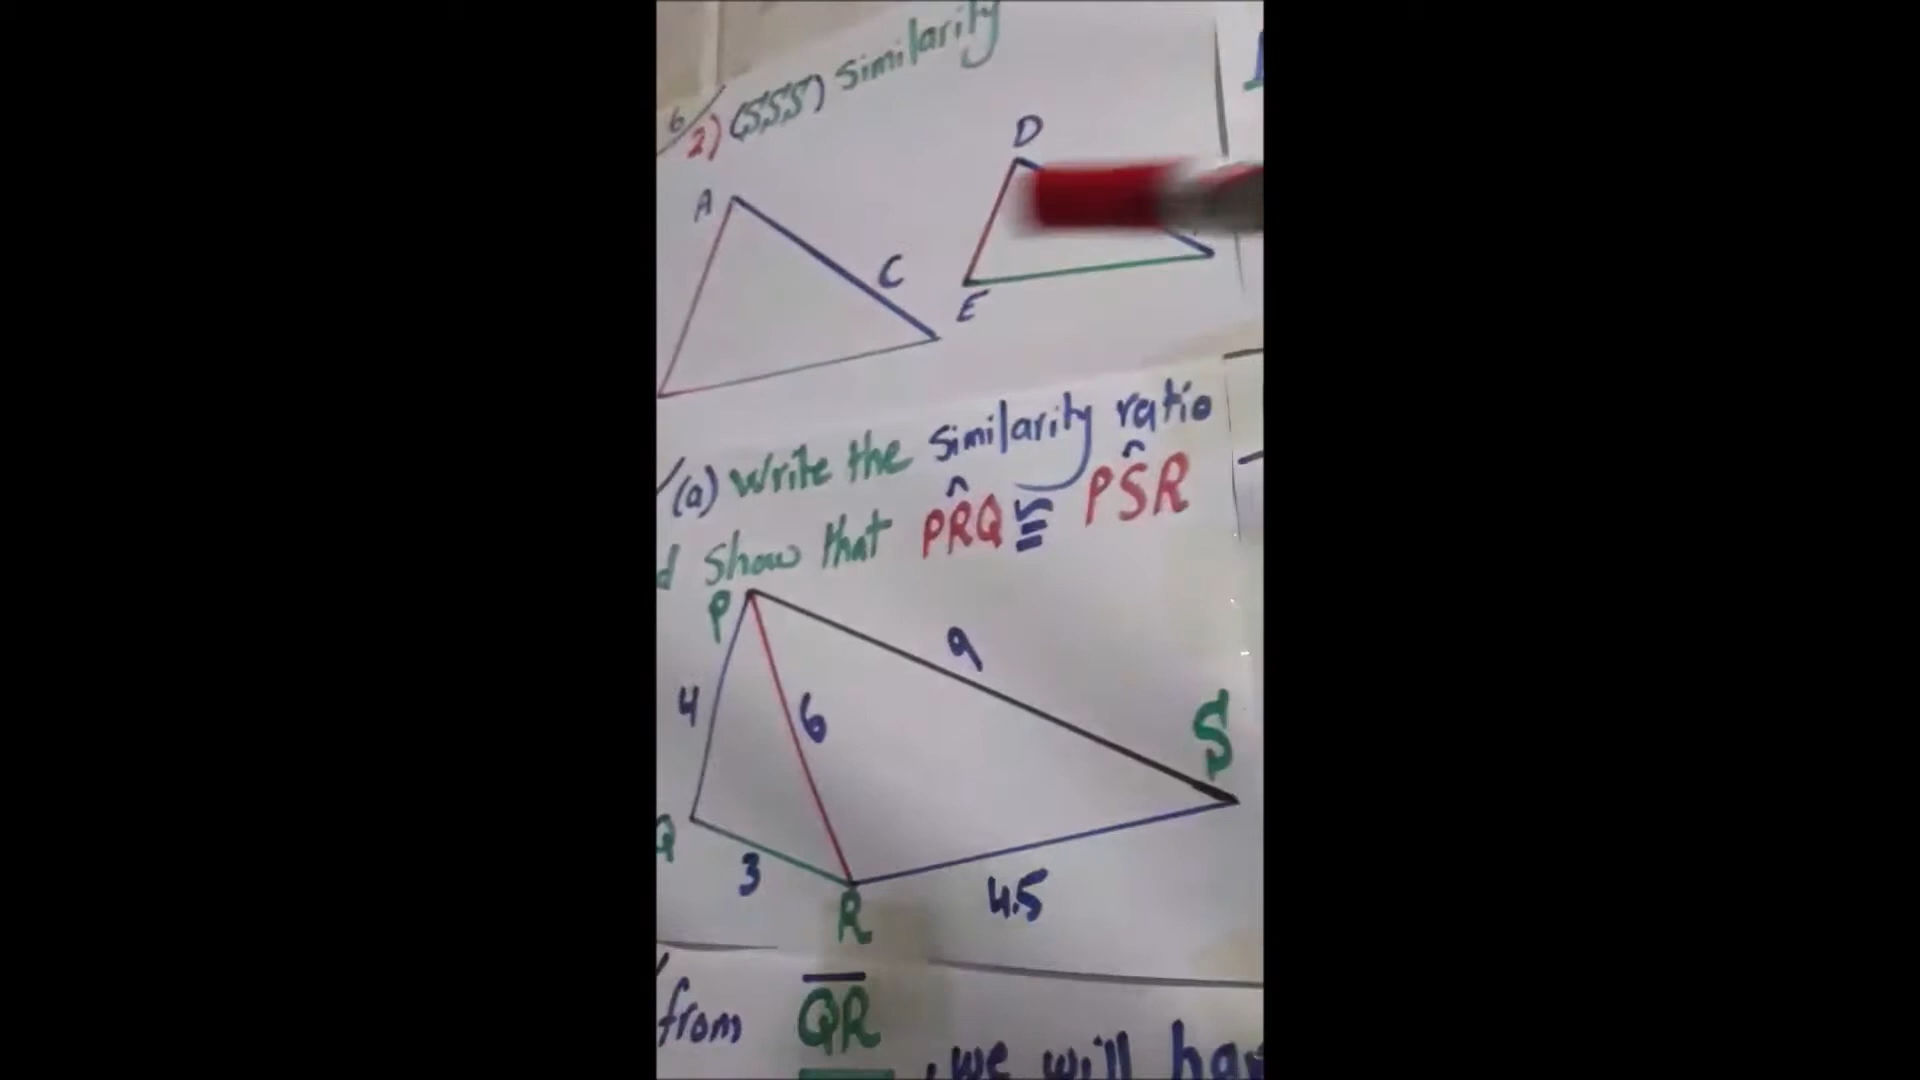 6/
2) (SSS) Similarity
D
A
C
E
(a) Write the Similarity ratio
Show that PR̂Q ≅ PŜR
P
9
4
6
S
Q
3
4.5
R
from QR
, we will